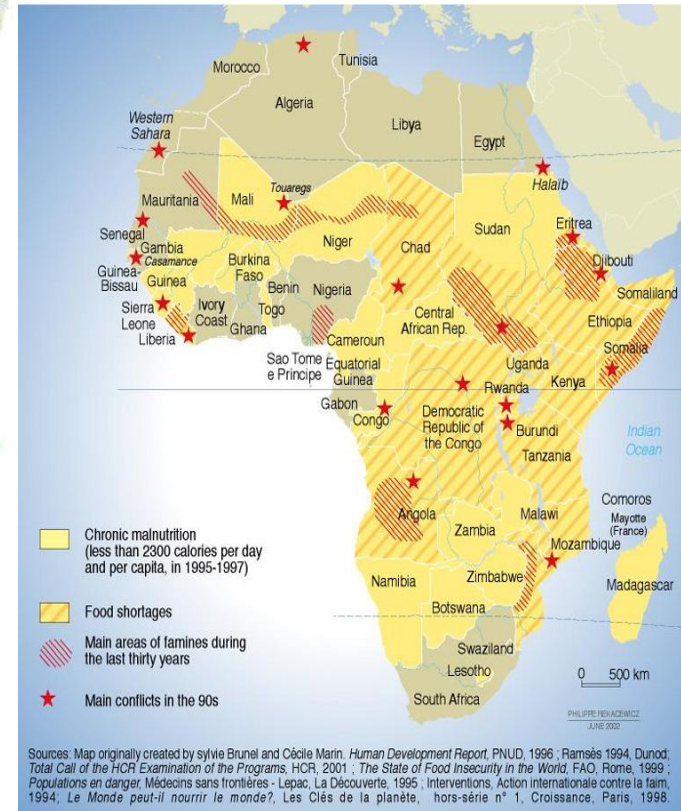 Morocco
Tunisia
Algeria
Libya
Egypt
Western
Sahara
Mauritania
Mali
Touaregs
Niger
Chad
Sudan
Halaib
Eritrea
Djibouti
Somaliland
Ethiopia
Somalia
Senegal
Gambia
Casamance
Guinea-
Bissau
Guinea
Sierra
Leone
Liberia
Burkina
Faso
Ivory
Coast
Ghana
Togo
Benin
Nigeria
Cameroun
Central
African Rep.
Sao Tome
e Principe
Equatorial
Guinea
Gabon
Congo
Democratic
Republic of
the Congo
Uganda
Rwanda
Burundi
Kenya
Tanzania
Indian
Ocean
Angola
Zambia
Malawi
Mozambique
Comoros
Mayotte
(France)
Madagascar
Namibia
Zimbabwe
Botswana
Swaziland
Lesotho
South Africa
Chronic malnutrition
(less than 2300 calories per day
and per capita, in 1995-1997)
Food shortages
Main areas of famines during
the last thirty years
Main conflicts in the 90s
0 500 km
PHILIPPE REKACEWICZ
JUNE 2002
Sources: Map originally created by sylvie Brunel and Cécile Marin. Human Development Report, PNUD, 1996 ; Ramsès 1994, Dunod;
Total Call of the HCR Examination of the Programs, HCR, 2001 ; The State of Food Insecurity in the World, FAO, Rome, 1999 ;
Populations en danger, Médecins sans frontières - Lepac, La Découverte, 1995 ; Interventions, Action internationale contre la faim,
1994; Le Monde peut-il nourrir le monde?, Les Clés de la planète, hors-série n° 1, Croissance, Paris, 1998.